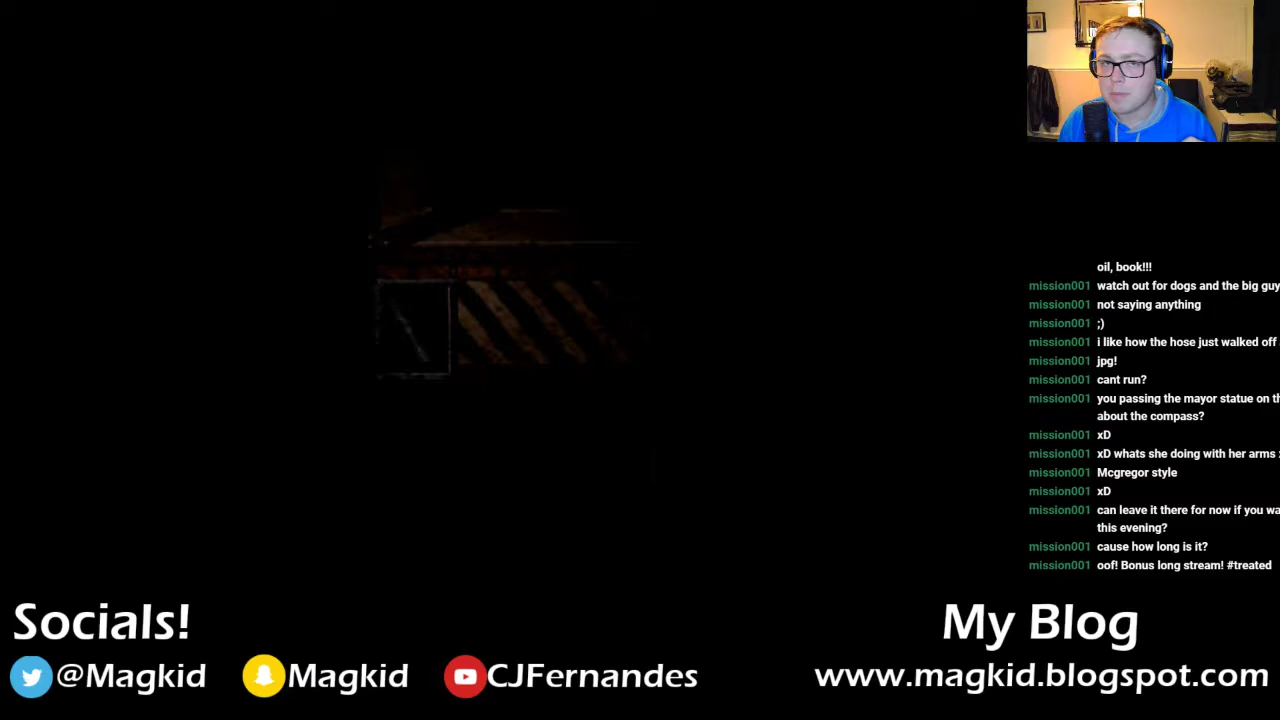 oil, book!!!
mission001 watch out for dogs and the big guy
mission001 not saying anything
mission001 ;)
mission001 i like how the hose just walked off
mission001 jpg!
mission001 cant run?
mission001 you passing the mayor statue on th
about the compass?
mission001 xD
mission001 xD whats she doing with her arms :
mission001 Mcgregor style
mission001 xD
mission001 can leave it there for now if you wa
this evening?
mission001 cause how long is it?
mission001 oof! Bonus long stream! #treated
Socials!
My Blog
@Magkid
Magkid
CJFernandes
www.magkid.blogspot.com